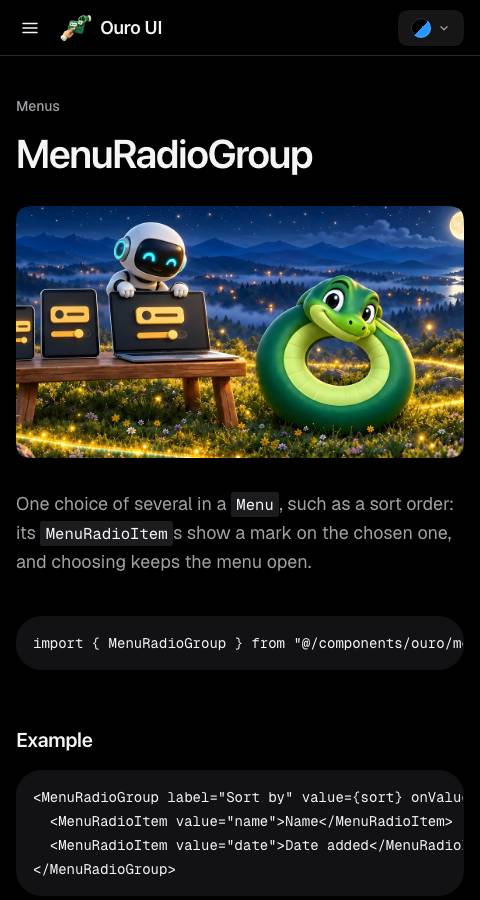 Ouro UI
Menus
MenuRadioGroup
One choice of several in a Menu, such as a sort order:
its MenuRadioItems show a mark on the chosen one,
and choosing keeps the menu open.
import { MenuRadioGroup } from "@/components/ouro/m
Example
<MenuRadioGroup label="Sort by" value={sort} onValu
<MenuRadioItem value="name">Name</MenuRadioItem>
<MenuRadioItem value="date">Date added</MenuRadio
</MenuRadioGroup>